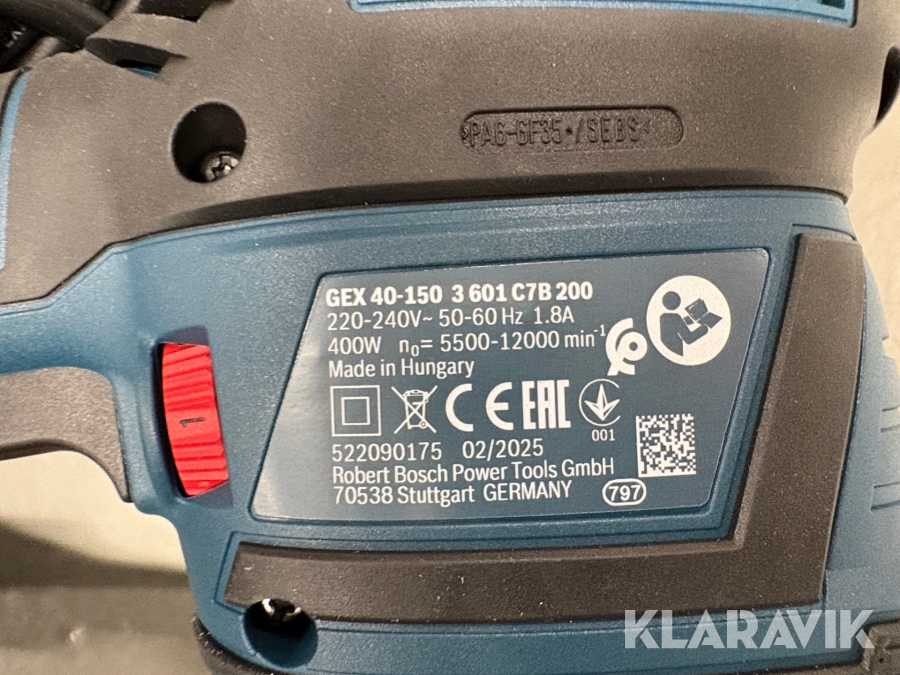 >PA6-GF35*/SEBS<
GEX 40-150 3 601 C7B 200
220-240V~ 50-60 Hz 1.8A
400W n₀= 5500-12000 min⁻¹
Made in Hungary
CE EAC
001
522090175 02/2025
Robert Bosch Power Tools GmbH
70538 Stuttgart GERMANY 797
1
KLARAVIK